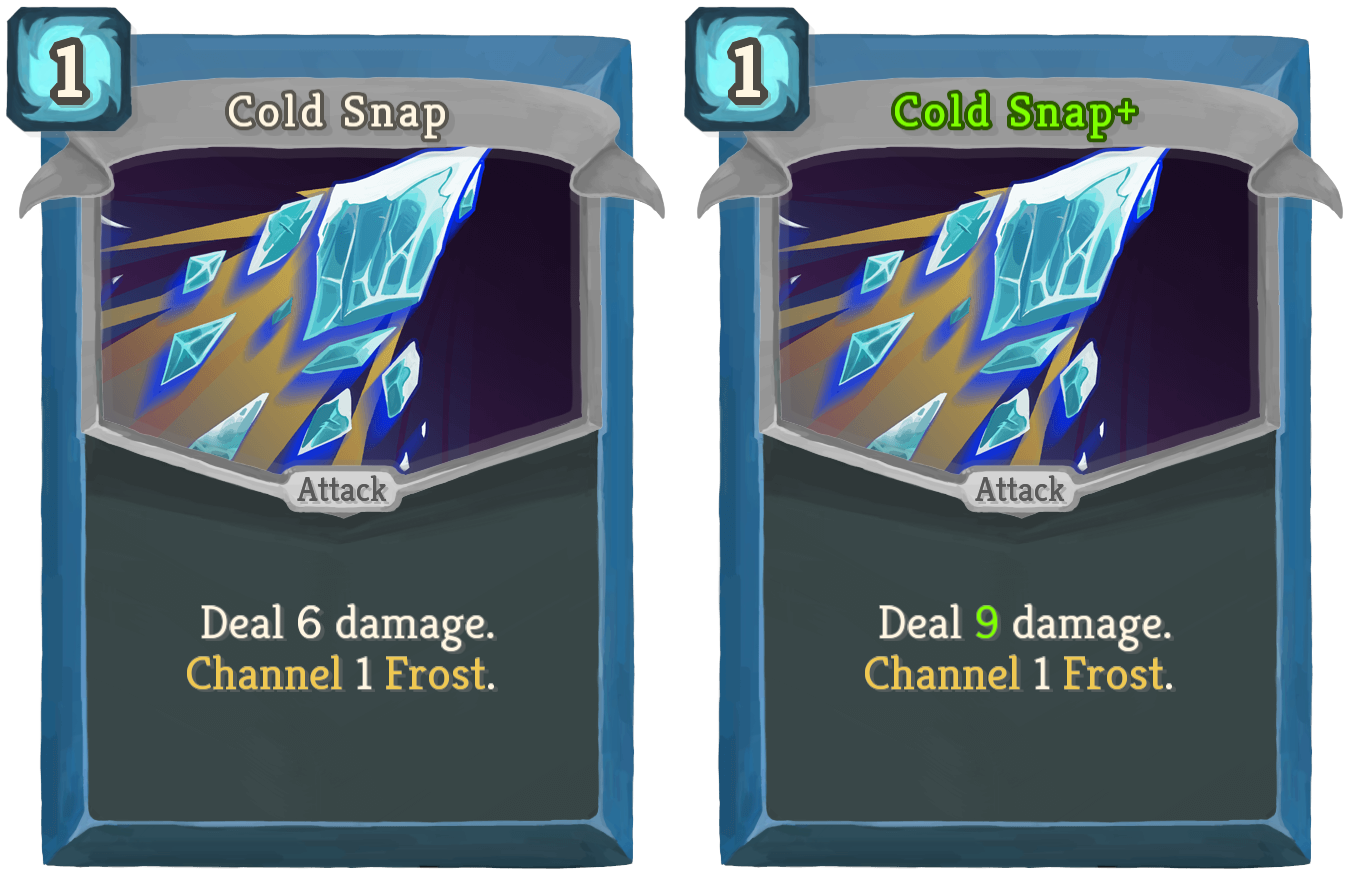 1
Cold Snap
Attack
Deal 6 damage.
Channel 1 Frost.
1
Cold Snap+
Attack
Deal 9 damage.
Channel 1 Frost.